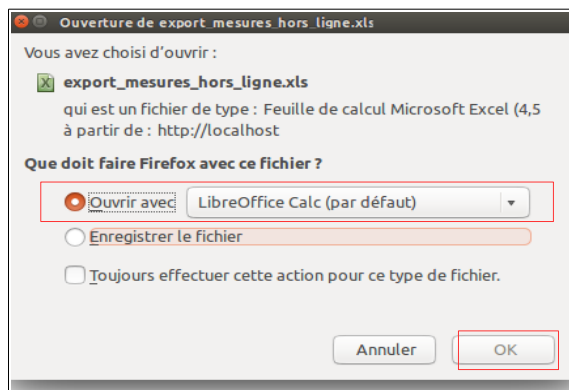 Ouverture de export_mesures_hors_ligne.xls
Vous avez choisi d'ouvrir :
export_mesures_hors_ligne.xls
qui est un fichier de type : Feuille de calcul Microsoft Excel (4,5
à partir de : http://localhost
Que doit faire Firefox avec ce fichier ?
Ouvrir avec LibreOffice Calc (par défaut)
Enregistrer le fichier
Toujours effectuer cette action pour ce type de fichier.
Annuler OK